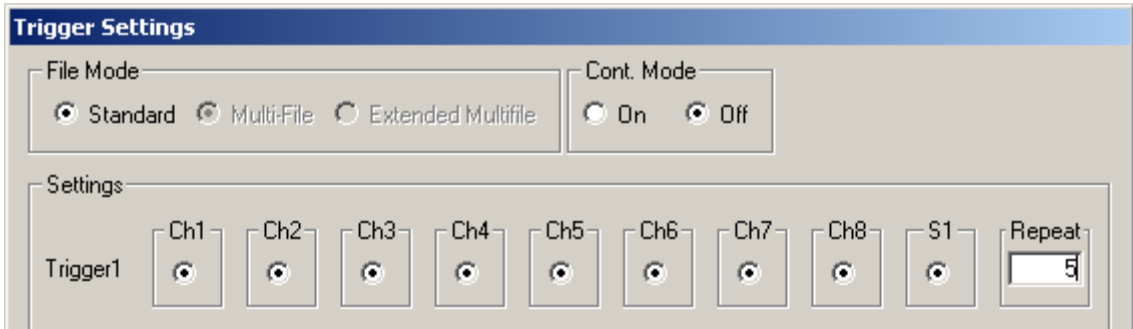 Trigger Settings
File Mode Cont. Mode
Standard Multi-File Extended Multifile On Off
Settings
Ch1 Ch2 Ch3 Ch4 Ch5 Ch6 Ch7 Ch8 S1 Repeat
Trigger1 5